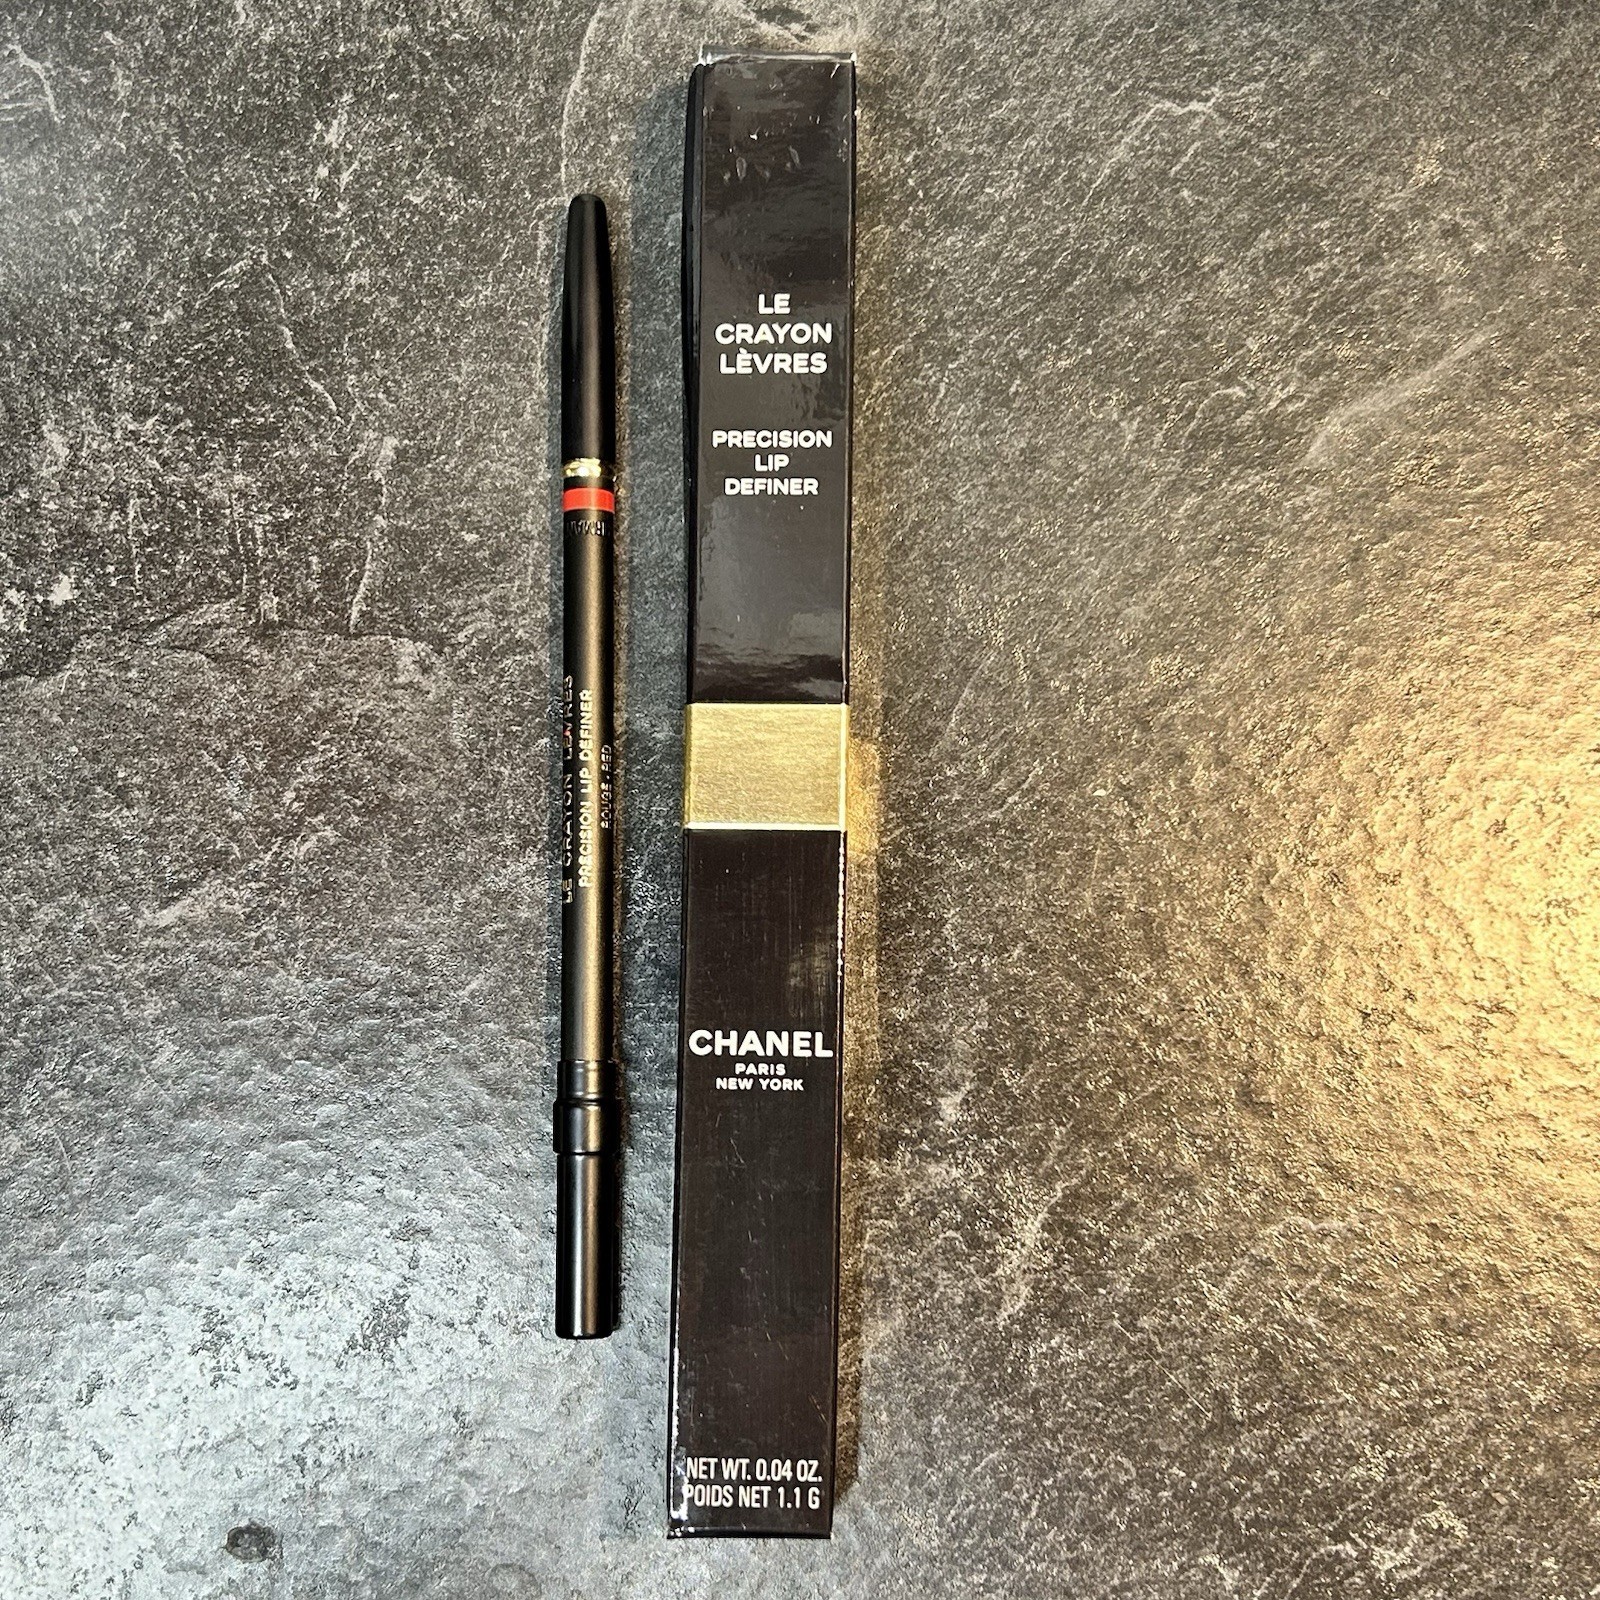 LE
CRAYON
LÈVRES
PRECISION
LIP
DEFINER
CHANEL
PARIS
NEW YORK
NET WT. 0.04 OZ.
POIDS NET 1.1 G
LE CRAYON LÈVRES
PRECISION LIP DEFINER
ROUGE · RED